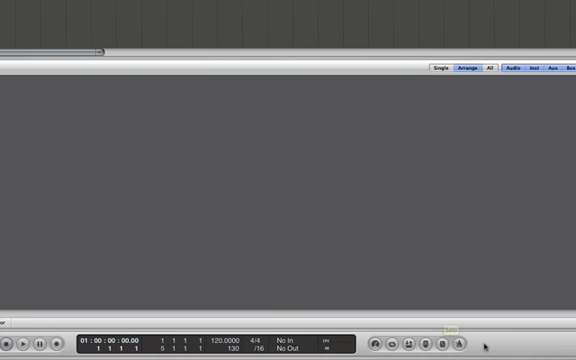 Single Arrange All Audio Inst Aux Bus
01 : 00 : 00 : 00.00 1 1 1 1 120.0000 4/4 No In
1 1 1 1 5 1 1 1 130 /16 No Out